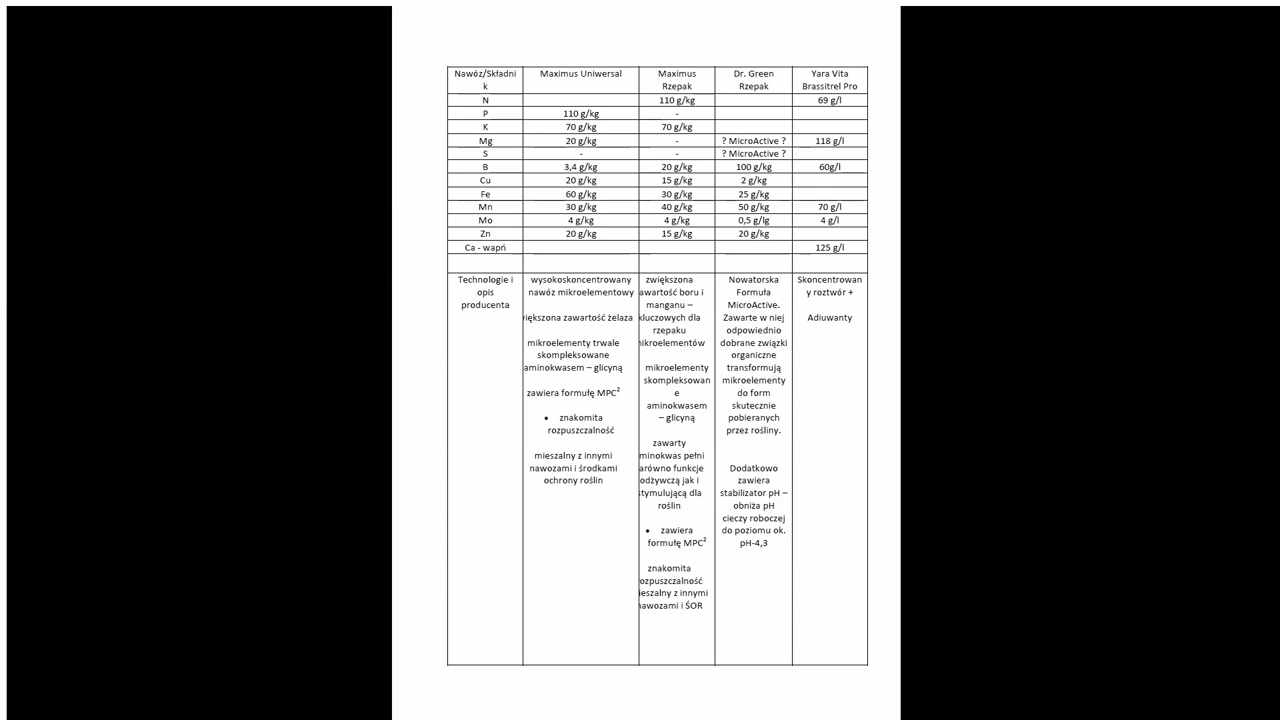 Nawóz/Składni Maximus Uniwersal Maximus Dr. Green Yara Vita
k Rzepak Rzepak Brassitrel Pro
N 110 g/kg 69 g/l
P 110 g/kg -
K 70 g/kg 70 g/kg
Mg 20 g/kg - ? MicroActive ? 118 g/l
S - - ? MicroActive ?
B 3,4 g/kg 20 g/kg 100 g/kg 60g/l
Cu 20 g/kg 15 g/kg 2 g/kg
Fe 60 g/kg 30 g/kg 25 g/kg
Mn 30 g/kg 40 g/kg 50 g/kg 70 g/l
Mo 4 g/kg 4 g/kg 0,5 g/lg 4 g/l
Zn 20 g/kg 15 g/kg 20 g/kg
Ca - wapń 125 g/l
Technologie i
opis
producenta
wysokoskoncentrowany
nawóz mikroelementowy
iększona zawartość żelaza
mikroelementy trwale
skompleksowane
aminokwasem – glicyną
zawiera formułę MPC²
• znakomita
rozpuszczalność
mieszalny z innymi
nawozami i środkami
ochrony roślin
zwiększona
awartość boru i
manganu –
kluczowych dla
rzepaku
ikroelementów
mikroelementy
skompleksowan
e
aminokwasem
– glicyną
zawarty
minokwas pełni
arówno funkcje
odżywczą jak i
stymulującą dla
roślin
• zawiera
formułę MPC²
znakomita
ozpuszczalność
ieszalny z innymi
nawozami i ŚOR
Nowatorska
Formuła
MicroActive.
Zawarte w niej
odpowiednio
dobrane związki
organiczne
transformują
mikroelementy
do form
skutecznie
pobieranych
przez rośliny.
Dodatkowo
zawiera
stabilizator pH –
obniża pH
cieczy roboczej
do poziomu ok.
pH-4,3
Skoncentrowan
y roztwór +
Adiuwanty